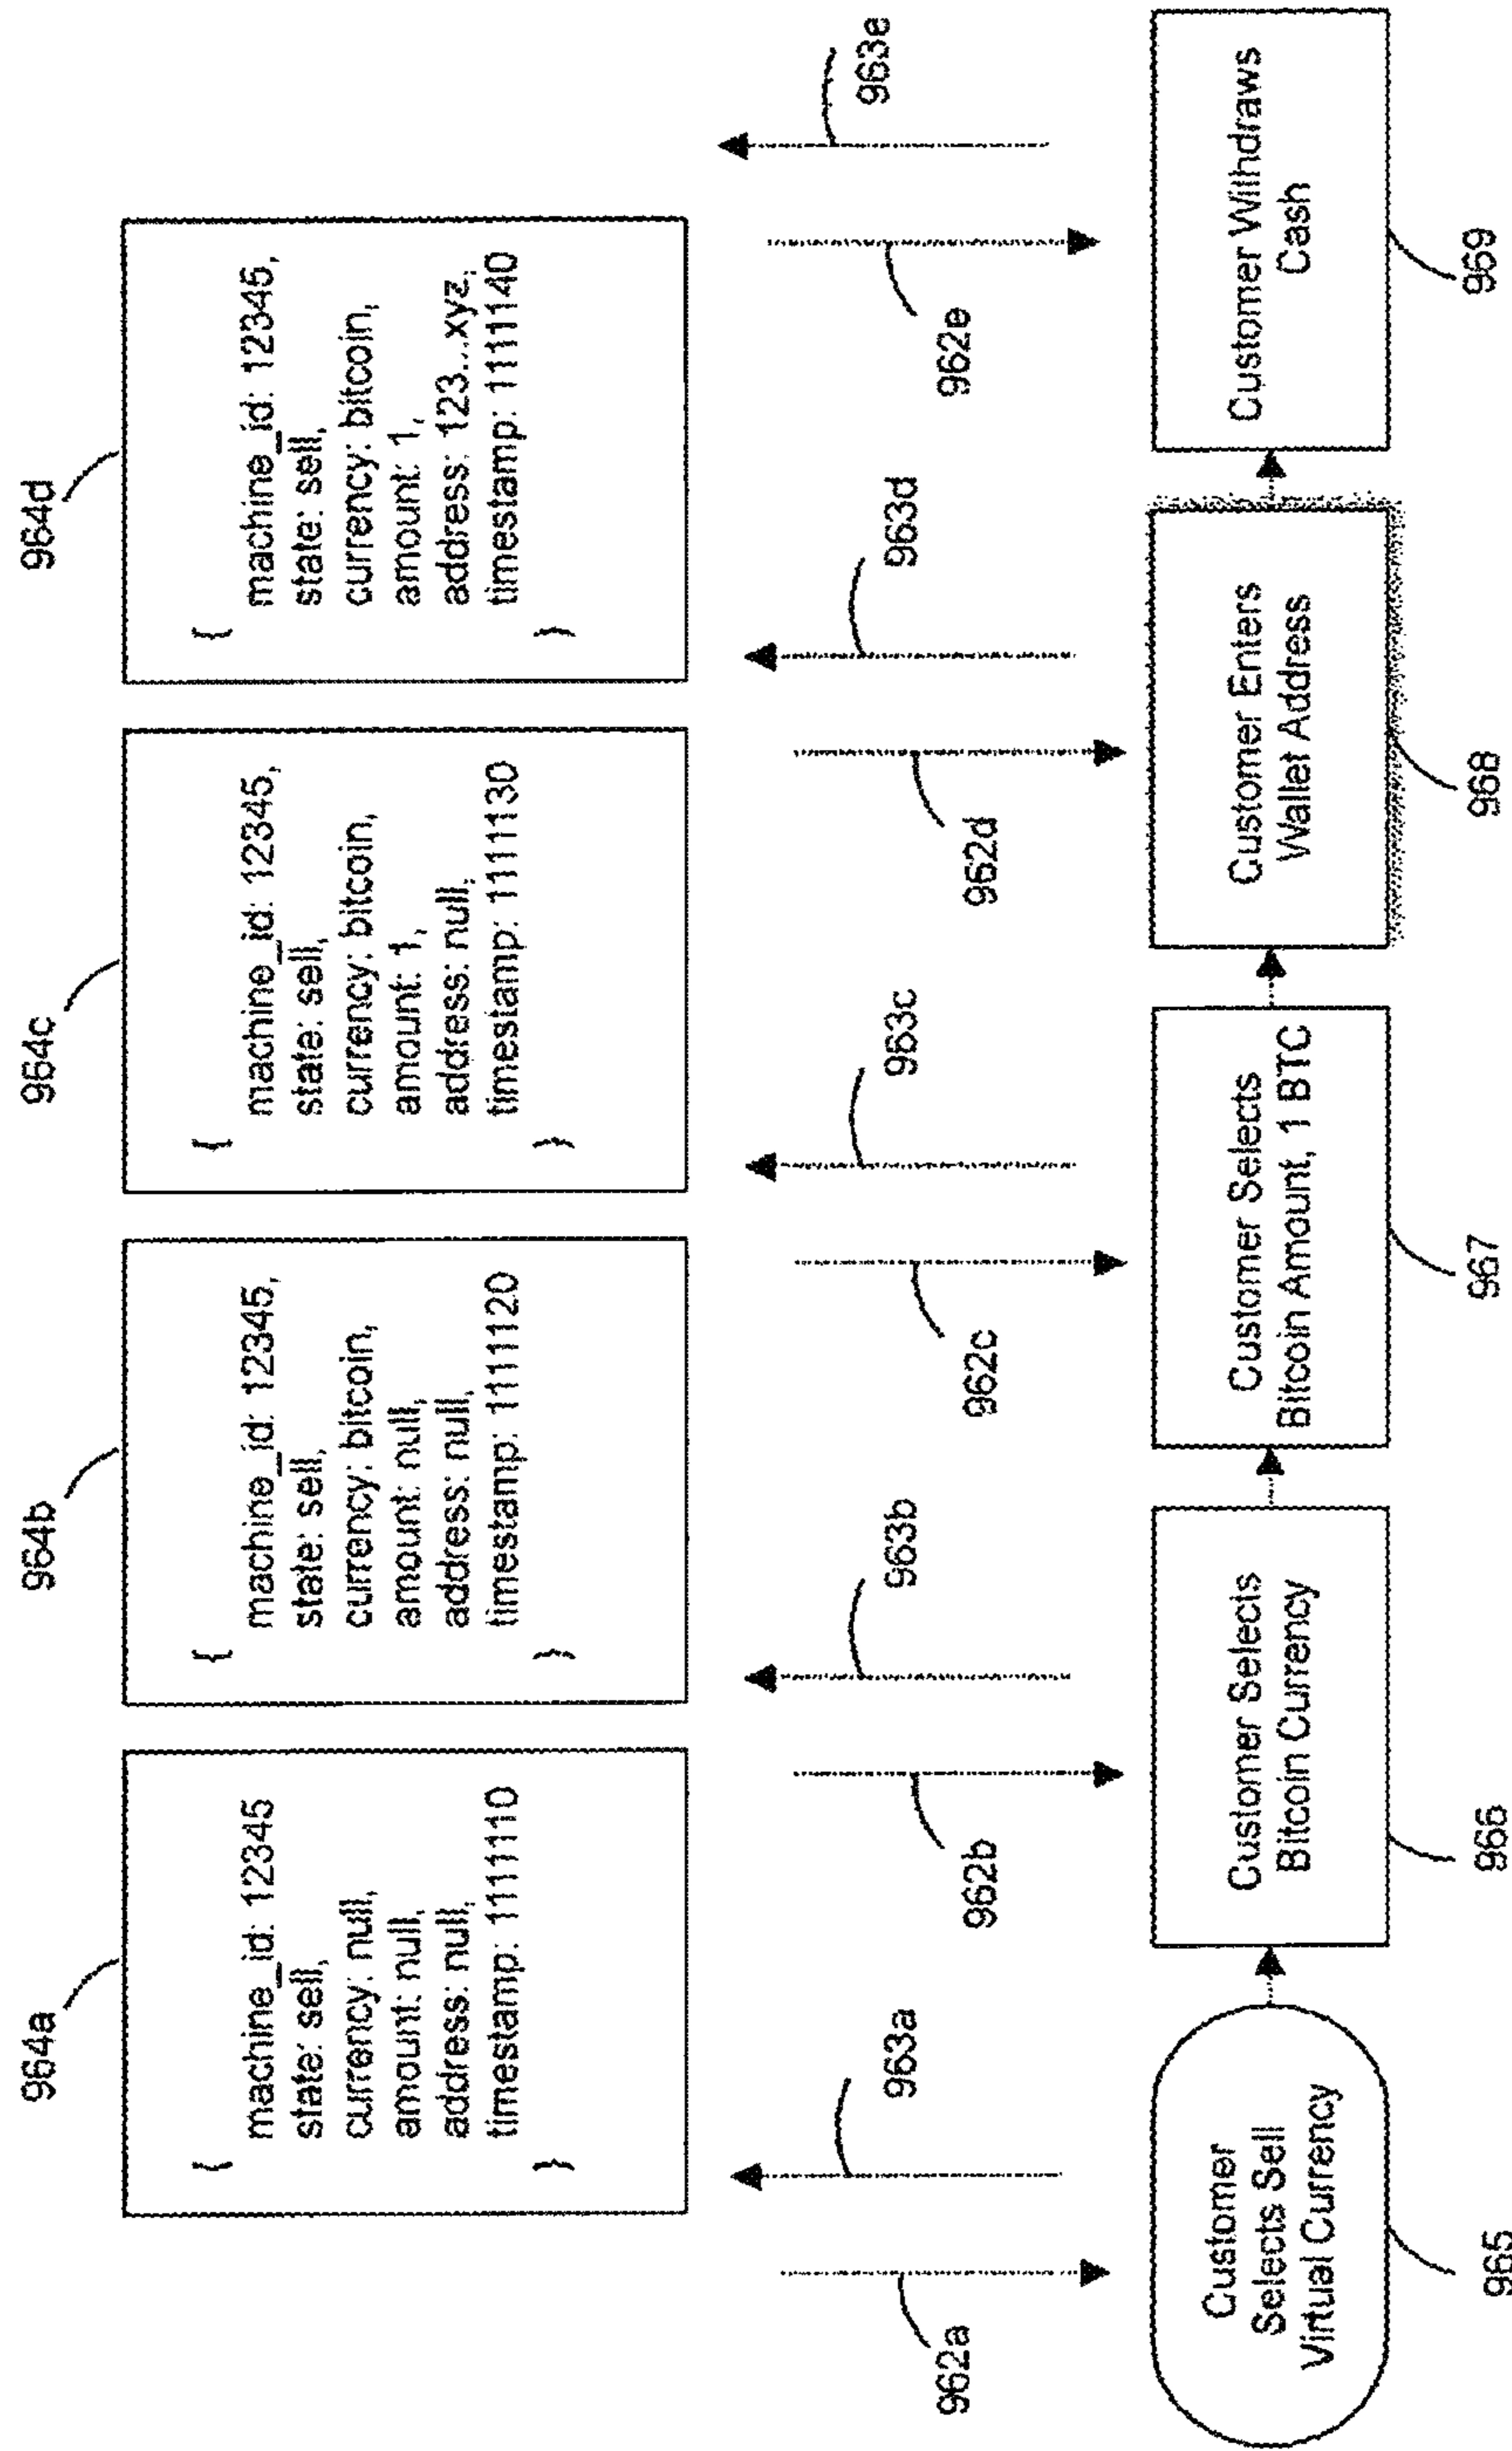 964a
964b
964c
964d
{
machine_id: 12345
state: sell,
currency: null,
amount: null,
address: null,
timestamp: 1111110
}
{
machine_id: 12345,
state: sell,
currency: bitcoin,
amount: null,
address: null,
timestamp: 1111120
}
{
machine_id: 12345,
state: sell,
currency: bitcoin,
amount: 1,
address: null,
timestamp: 1111130
}
{
machine_id: 12345,
state: sell,
currency: bitcoin,
amount: 1,
address: 123...xyz,
timestamp: 1111140
}
962a
963a
962b
963b
962c
963c
962d
963d
962e
963e
Customer
Selects Sell
Virtual Currency
Customer Selects
Bitcoin Currency
Customer Selects
Bitcoin Amount, 1 BTC
Customer Enters
Wallet Address
Customer Withdraws
Cash
965
966
967
968
969